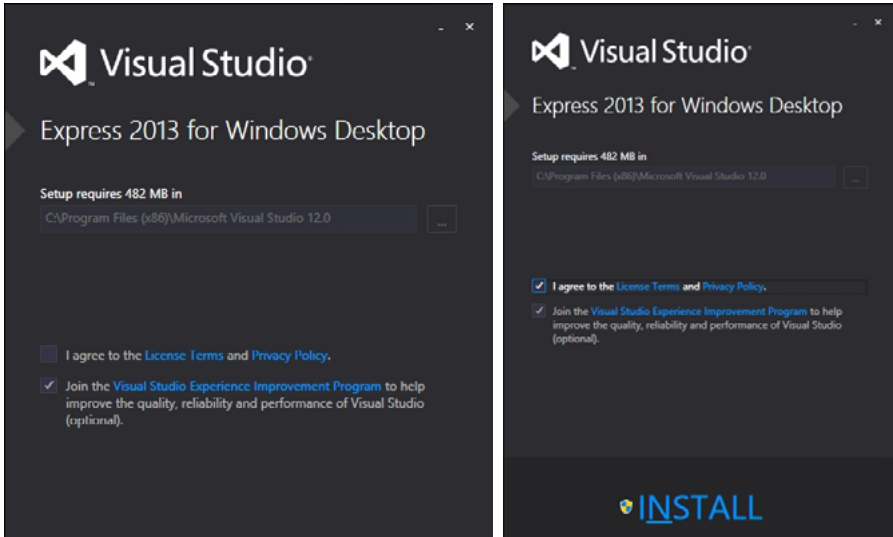 Visual Studio
Express 2013 for Windows Desktop
Setup requires 482 MB in
C:\Program Files (x86)\Microsoft Visual Studio 12.0
...
I agree to the License Terms and Privacy Policy.
Join the Visual Studio Experience Improvement Program to help
improve the quality, reliability and performance of Visual Studio
(optional).
Visual Studio
Express 2013 for Windows Desktop
Setup requires 482 MB in
C:\Program Files (x86)\Microsoft Visual Studio 12.0
...
I agree to the License Terms and Privacy Policy.
Join the Visual Studio Experience Improvement Program to help
improve the quality, reliability and performance of Visual Studio
(optional).
INSTALL